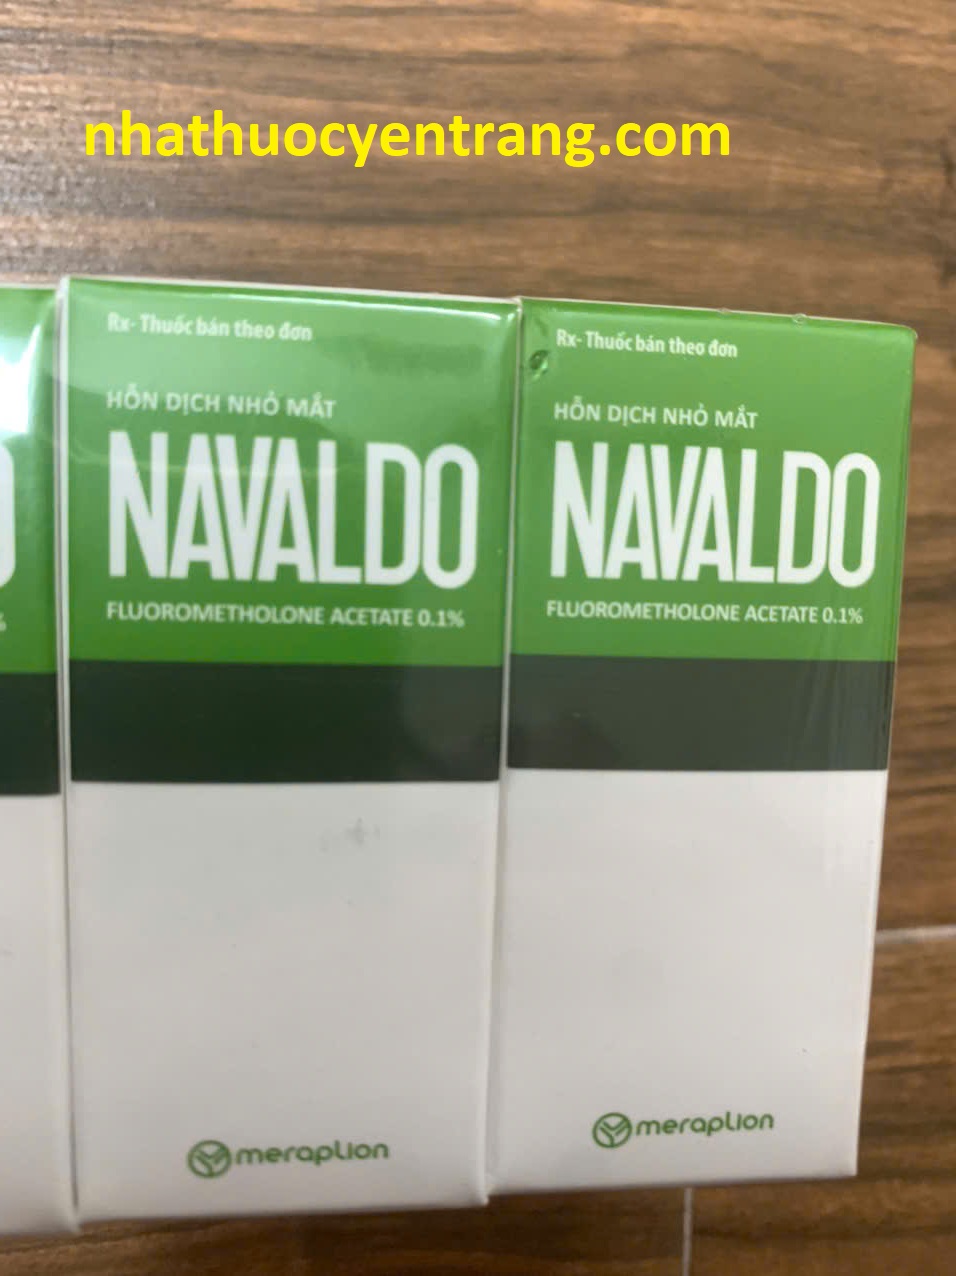 nhathuocyentrang.com
Rx- Thuốc bán theo đơn
HỖN DỊCH NHỎ MẮT
NAVALDO
FLUOROMETHOLONE ACETATE 0.1%
meraplion
Rx- Thuốc bán theo đơn
HỖN DỊCH NHỎ MẮT
NAVALDO
FLUOROMETHOLONE ACETATE 0.1%
meraplion